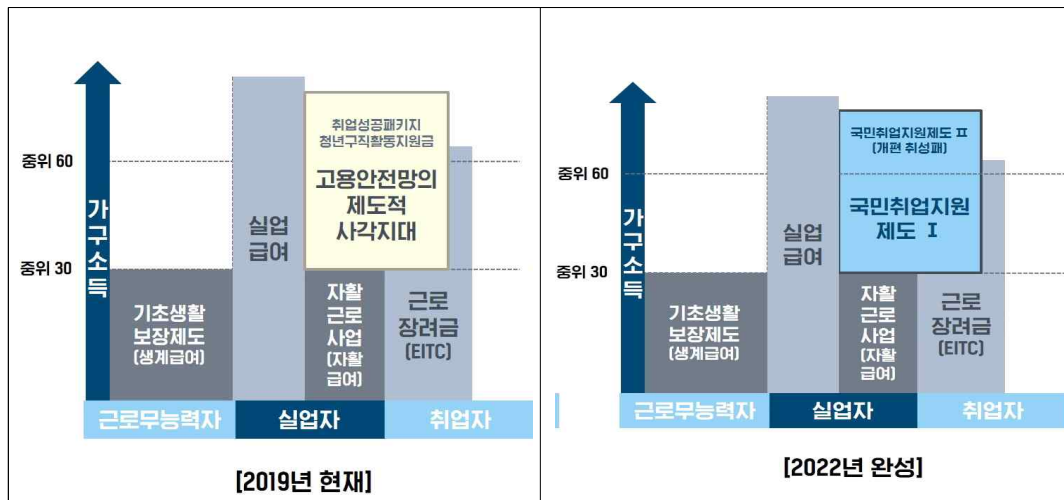 중위 60
중위 30
가구소득
취업성공패키지
청년구직활동지원금
고용안전망의
제도적
사각지대
실업
급여
기초생활
보장제도
(생계급여)
자활
근로
사업
(자활
급여)
근로
장려금
(EITC)
근로무능력자
실업자
취업자
[2019년 현재]
중위 60
중위 30
가구소득
국민취업지원제도 Ⅱ
(개편 취성패)
국민취업지원
제도 Ⅰ
실업
급여
기초생활
보장제도
(생계급여)
자활
근로
사업
(자활
급여)
근로
장려금
(EITC)
근로무능력자
실업자
취업자
[2022년 완성]